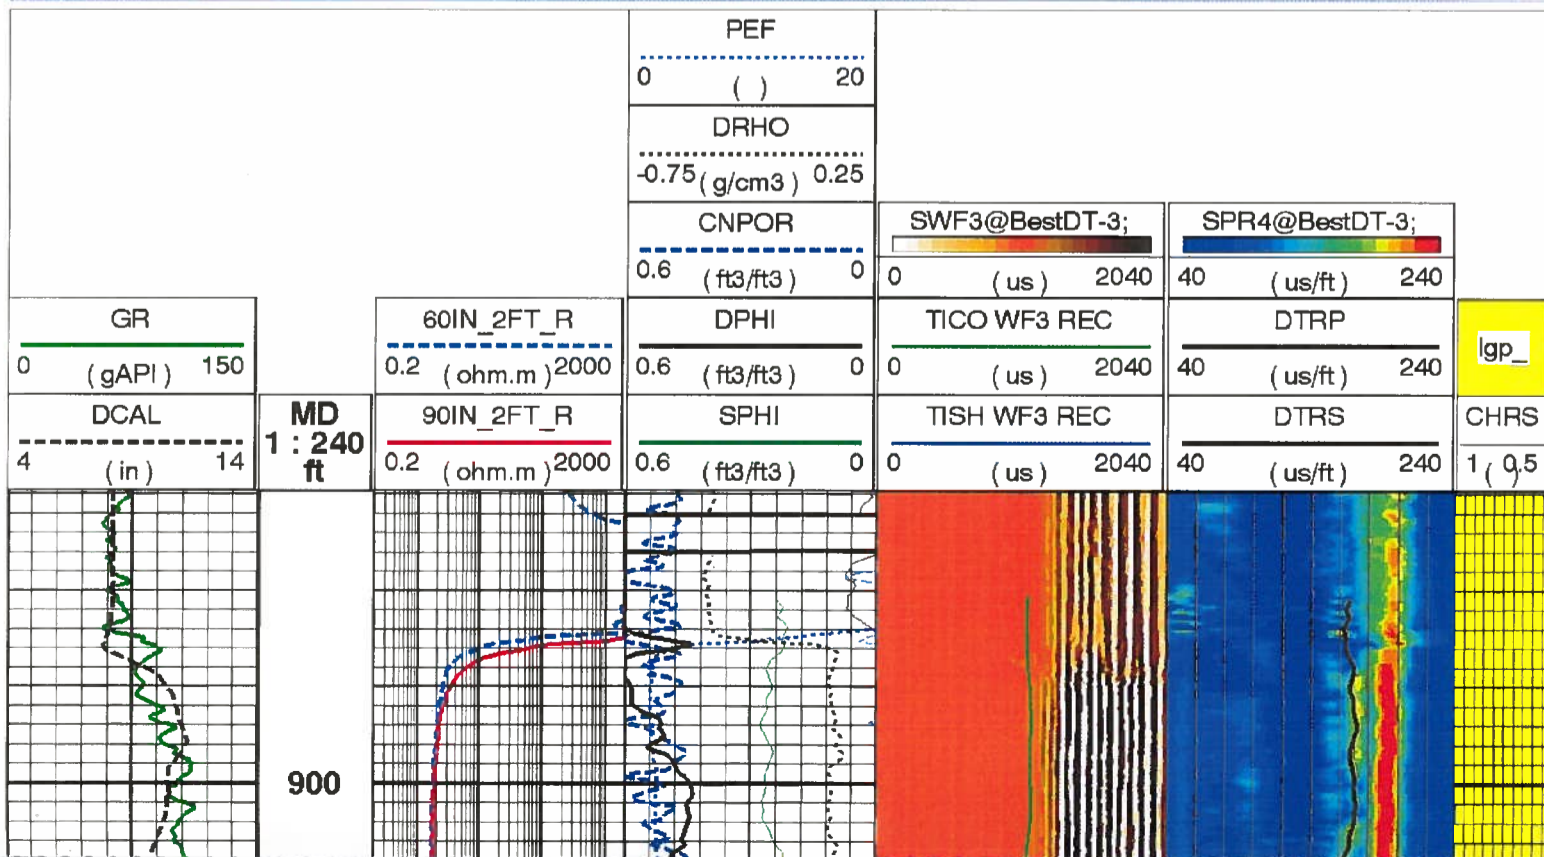 PEF
0 ( ) 20
DRHO
-0.75 ( g/cm3 ) 0.25
CNPOR
0.6 ( ft3/ft3 ) 0
SWF3@BestDT-3;
0 ( us ) 2040
SPR4@BestDT-3;
40 ( us/ft ) 240
GR
0 ( gAPI ) 150
60IN_2FT_R
0.2 ( ohm.m ) 2000
DPHI
0.6 ( ft3/ft3 ) 0
TICO WF3 REC
0 ( us ) 2040
DTRP
40 ( us/ft ) 240
lgp_
DCAL
4 ( in ) 14
MD
1 : 240
ft
90IN_2FT_R
0.2 ( ohm.m ) 2000
SPHI
0.6 ( ft3/ft3 ) 0
TISH WF3 REC
0 ( us ) 2040
DTRS
40 ( us/ft ) 240
CHRS
1 ( ) 0.5
900